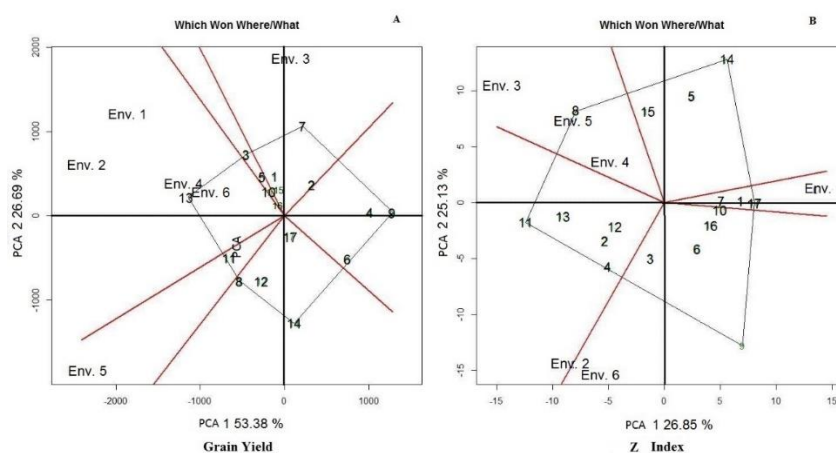 Which Won Where/What
A
Env. 3
Env. 1
Env. 2
Env. 4
Env. 6
Env. 5
7
3
5 1
2
10
15
16
13
4
9
17
6
11
8
12
14
2000
1000
0
-1000
PCA 2 26.69 %
-2000 -1000 0 1000
PCA 1 53.38 %
Grain Yield
Which Won Where/What
B
Env. 3
Env. 5
Env. 4
Env.
Env. 2
Env. 6
14
5
8
15
7
1
17
10
11
13
12
16
2
4
3
6
9
10
5
0
-5
-10
-15
PCA 2 25.13 %
-15 -10 -5 0 5 10 15
PCA 1 26.85 %
Z Index